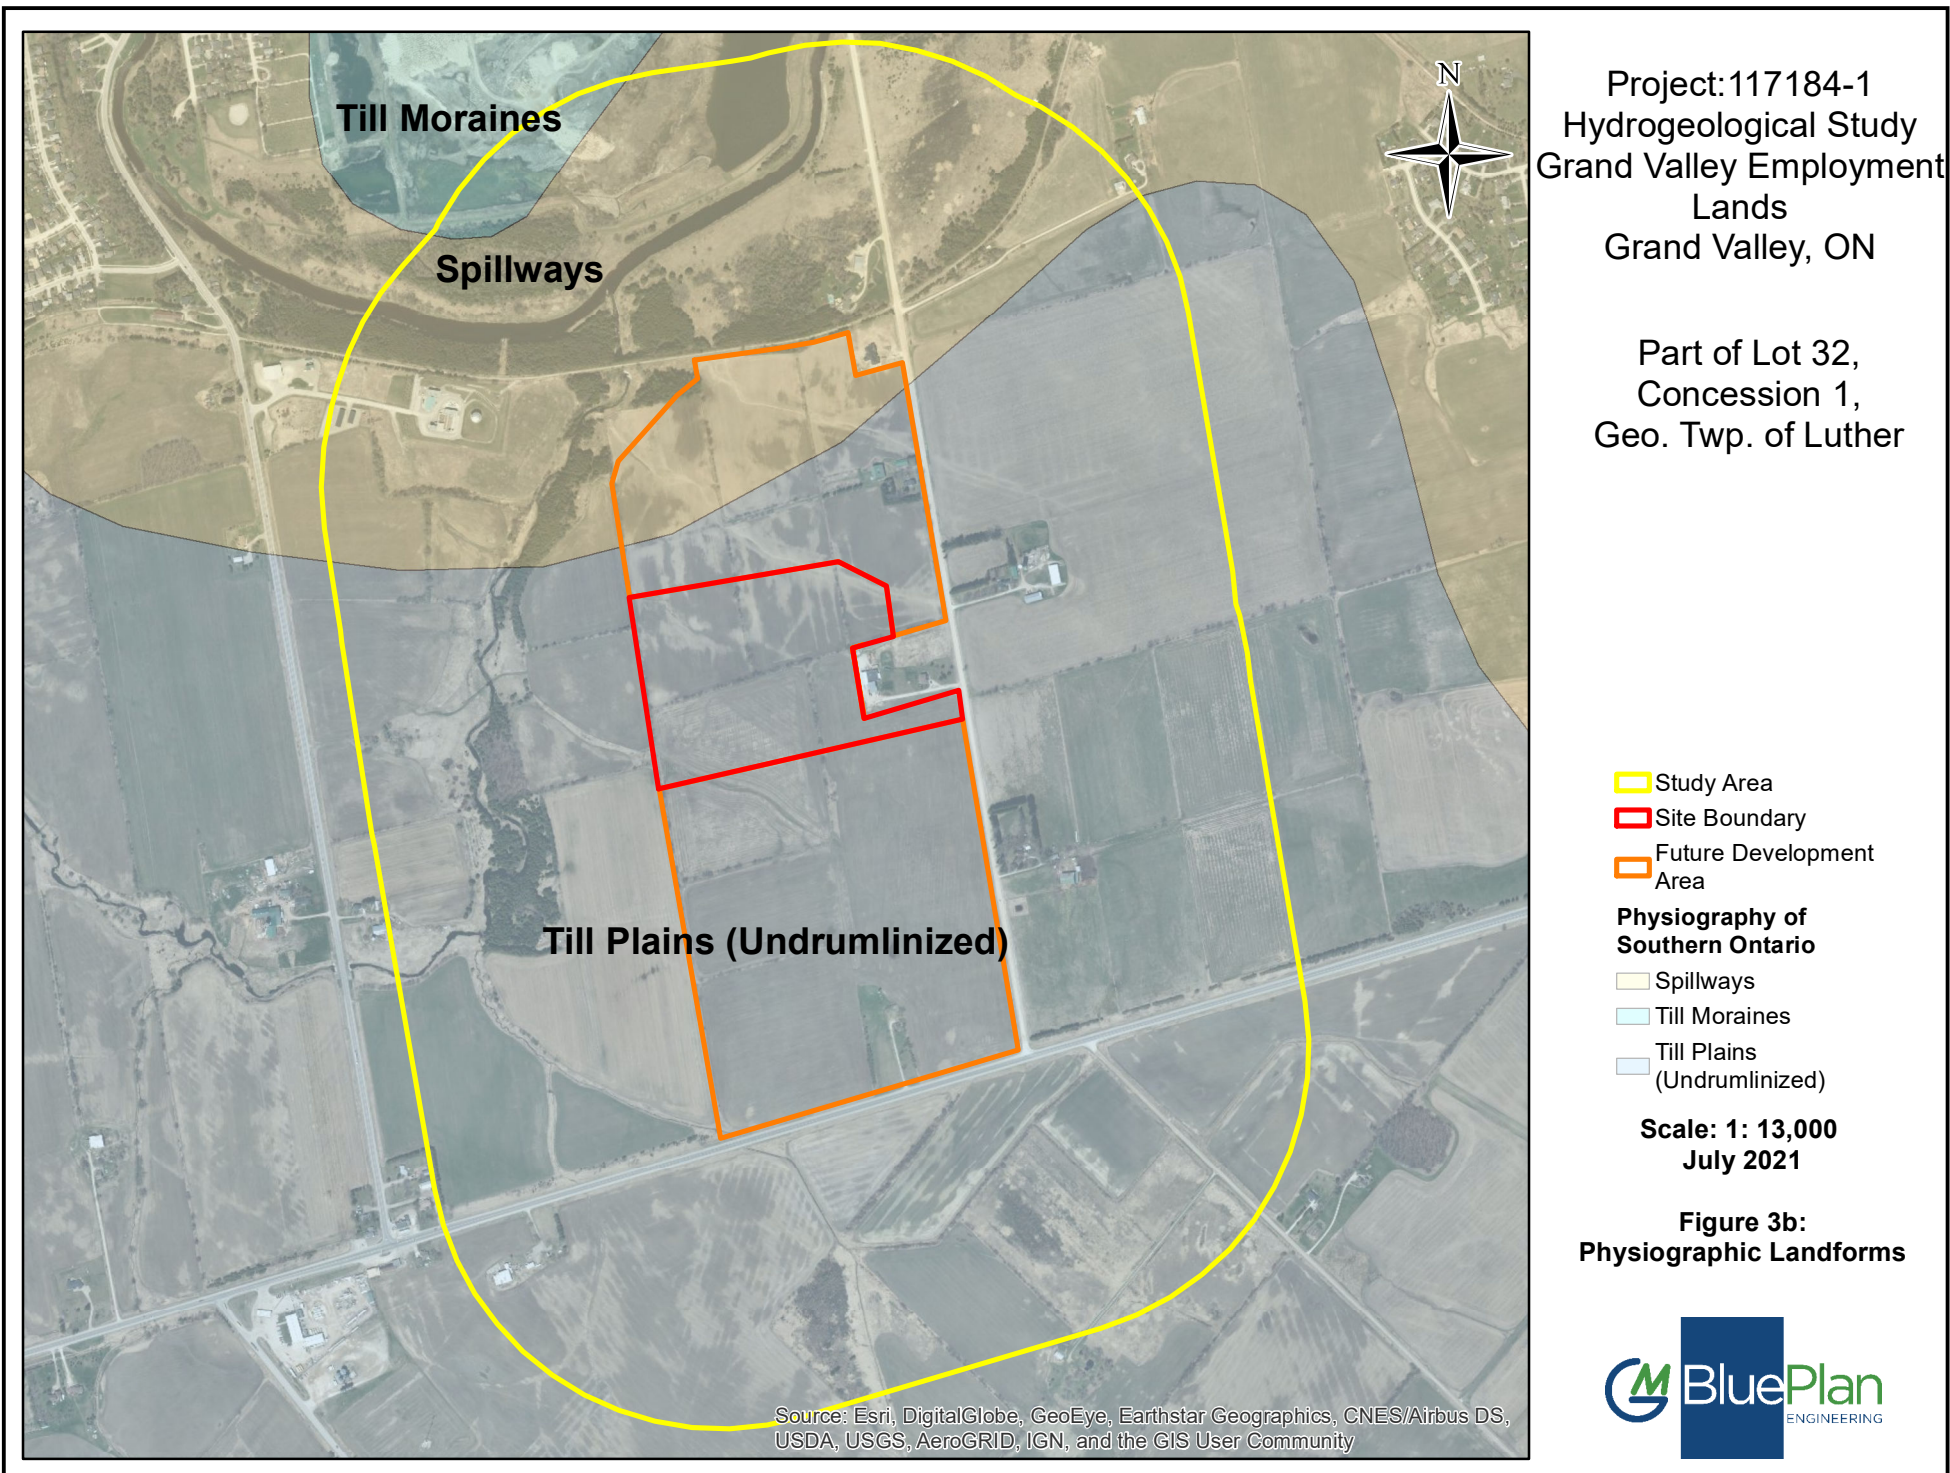 Till Moraines
Spillways
Till Plains (Undrumlinized)
N
Source: Esri, DigitalGlobe, GeoEye, Earthstar Geographics, CNES/Airbus DS,
USDA, USGS, AeroGRID, IGN, and the GIS User Community
Project:117184-1
Hydrogeological Study
Grand Valley Employment
Lands
Grand Valley, ON
Part of Lot 32,
Concession 1,
Geo. Twp. of Luther
Study Area
Site Boundary
Future Development
Area
Physiography of
Southern Ontario
Spillways
Till Moraines
Till Plains
(Undrumlinized)
Scale: 1: 13,000
July 2021
Figure 3b:
Physiographic Landforms
GM BluePlan
ENGINEERING